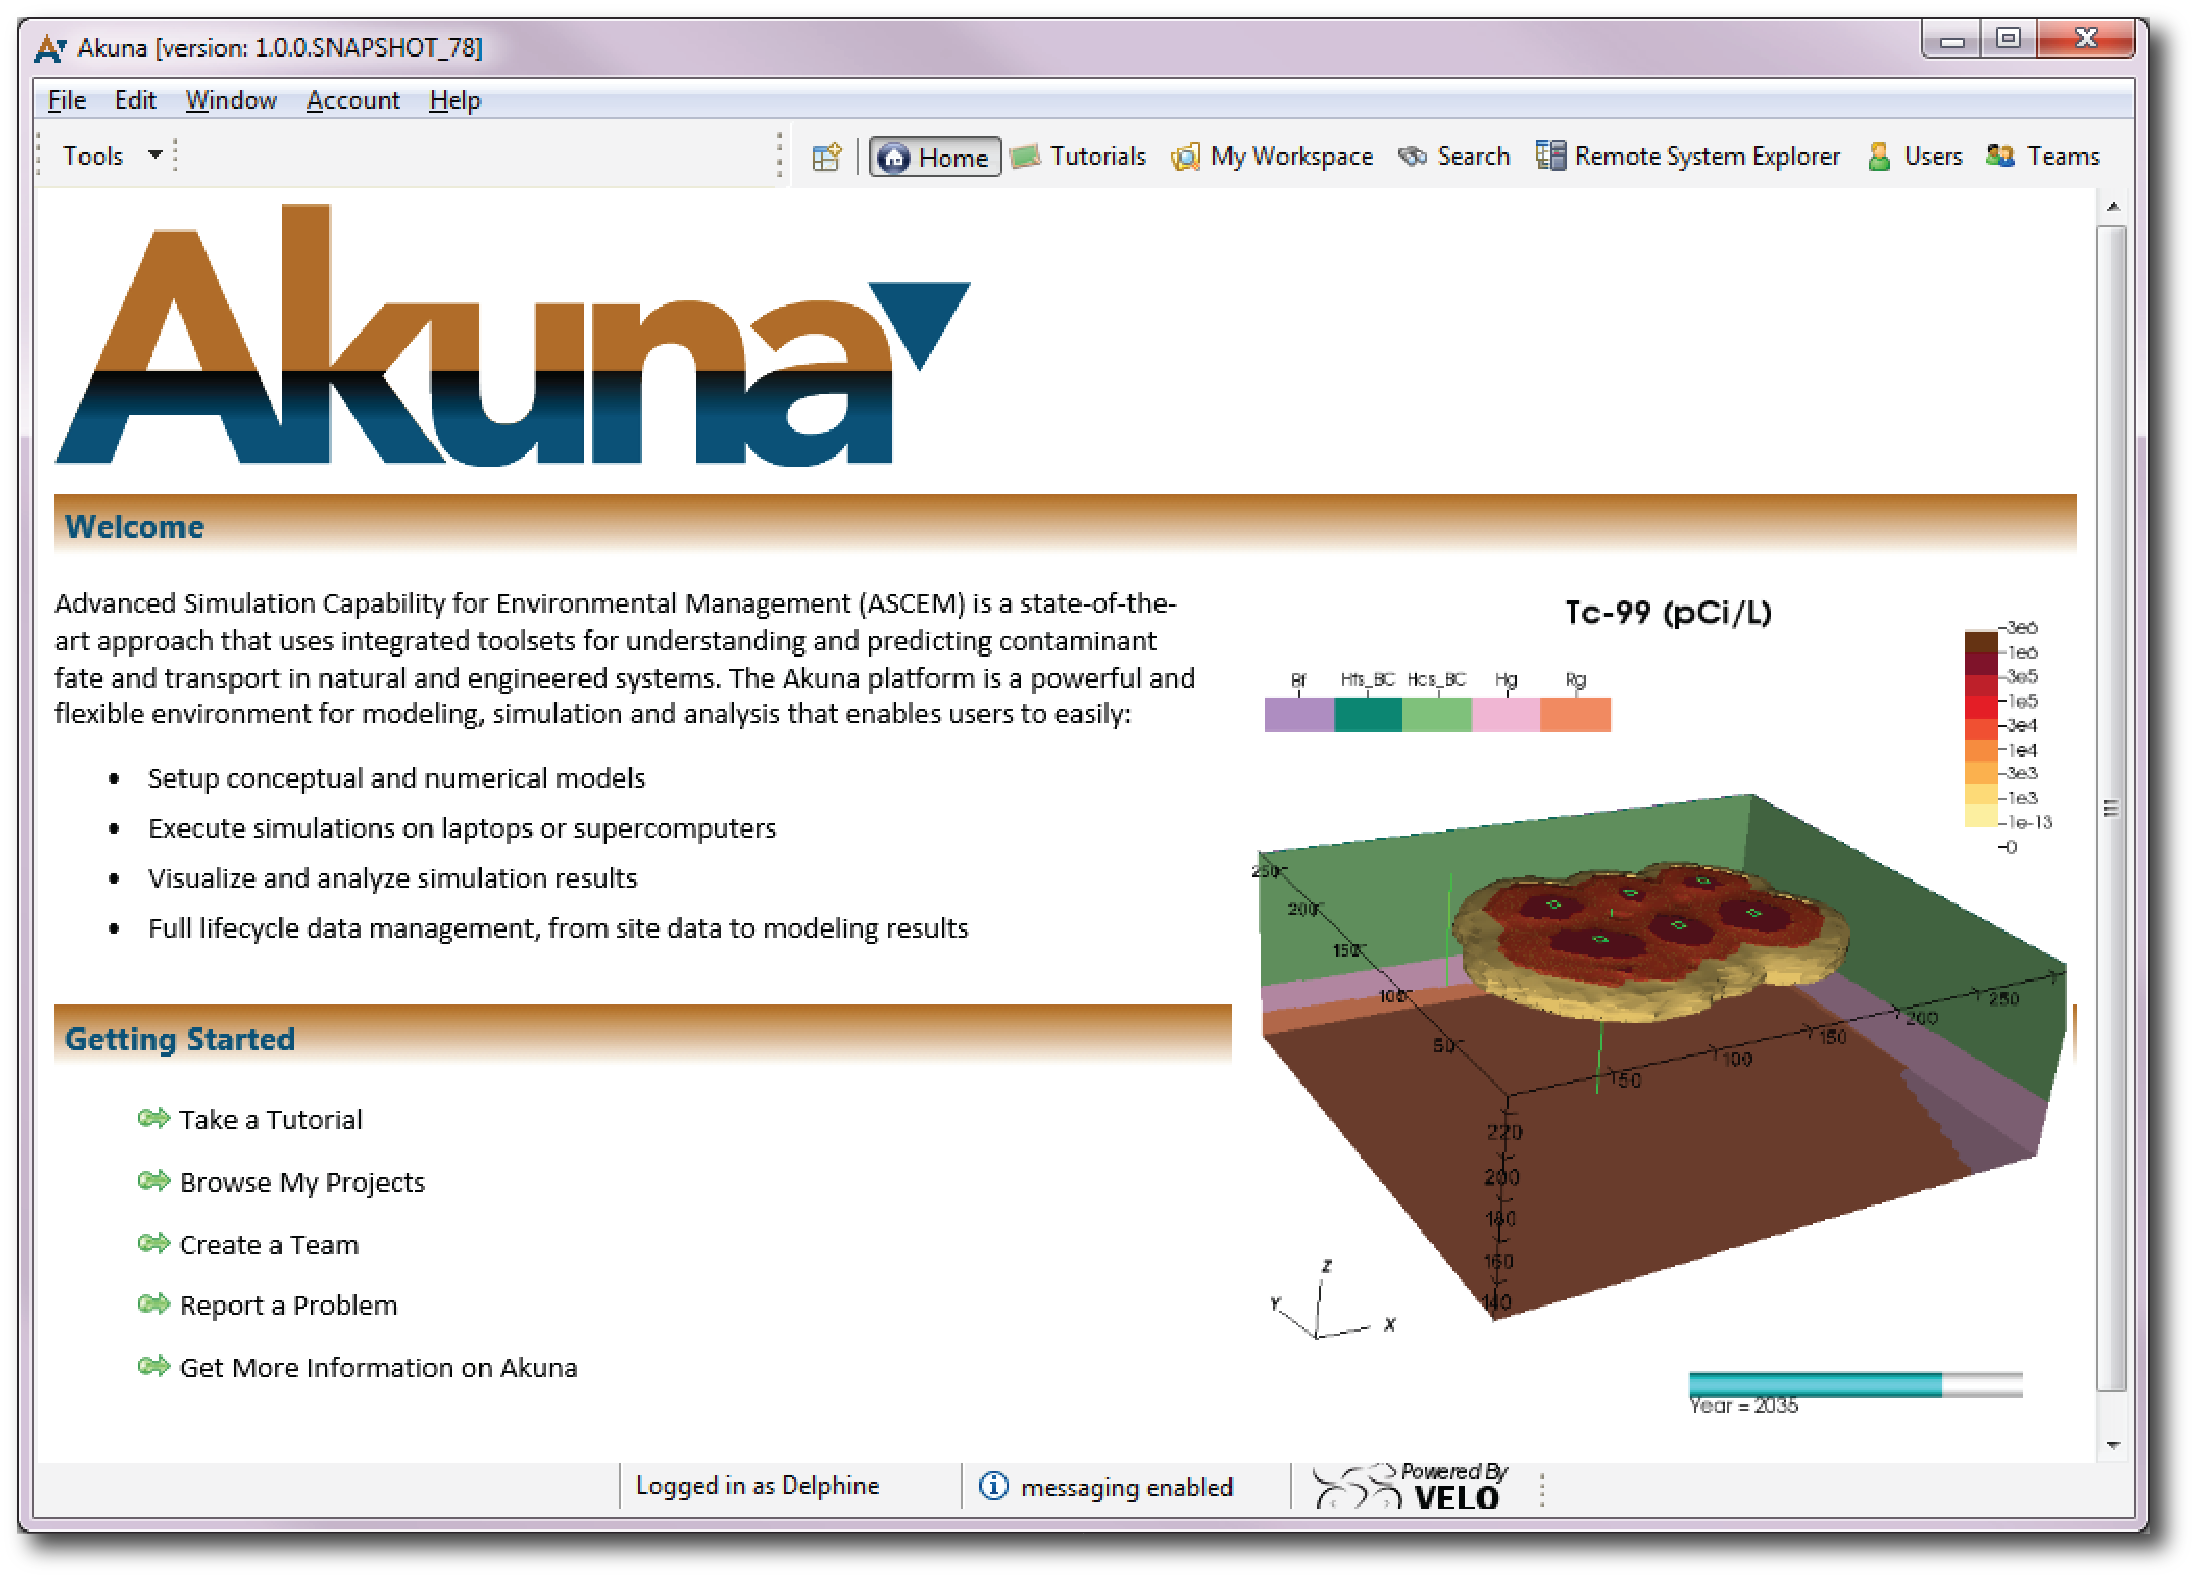 Akuna [version: 1.0.0.SNAPSHOT_78]
File Edit Window Account Help
Tools Home Tutorials My Workspace Search Remote System Explorer Users Teams
Akuna
Welcome
Advanced Simulation Capability for Environmental Management (ASCEM) is a state-of-the-
art approach that uses integrated toolsets for understanding and predicting contaminant
fate and transport in natural and engineered systems. The Akuna platform is a powerful and
flexible environment for modeling, simulation and analysis that enables users to easily:
• Setup conceptual and numerical models
• Execute simulations on laptops or supercomputers
• Visualize and analyze simulation results
• Full lifecycle data management, from site data to modeling results
Tc-99 (pCi/L)
Bf Hfs_BC Hcs_BC Hg Rg
3e6
1e6
3e5
1e5
3e4
1e4
3e3
1e3
1e-13
0
250
200
150
100
50
50
100
150
200
250
220
200
180
160
140
Z
Y
X
Year = 2035
Getting Started
Take a Tutorial
Browse My Projects
Create a Team
Report a Problem
Get More Information on Akuna
Logged in as Delphine
messaging enabled
Powered By
VELO